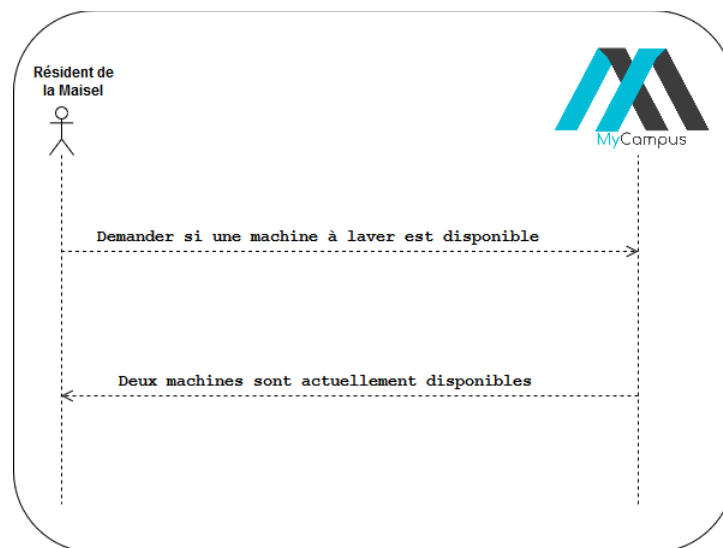 Résident de
la Maisel
MyCampus
Demander si une machine à laver est disponible
Deux machines sont actuellement disponibles